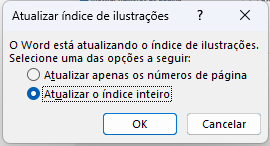 Atualizar índice de ilustrações
O Word está atualizando o índice de ilustrações.
Selecione uma das opções a seguir:
Atualizar apenas os números de página
Atualizar o índice inteiro
OK
Cancelar